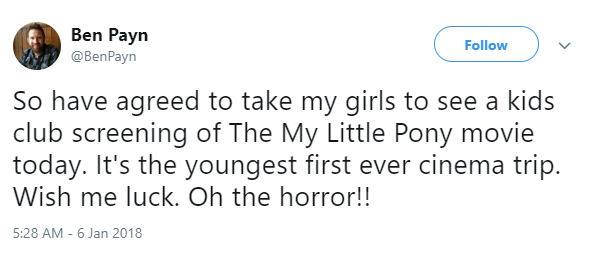 Ben Payn
@BenPayn
Follow
So have agreed to take my girls to see a kids
club screening of The My Little Pony movie
today. It's the youngest first ever cinema trip.
Wish me luck. Oh the horror!!
5:28 AM - 6 Jan 2018